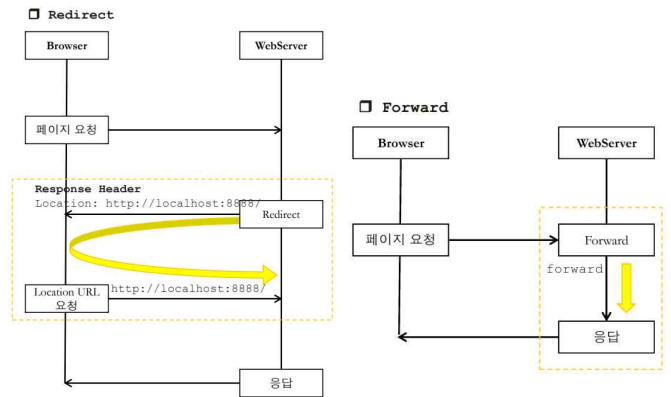 ❒ Redirect
Browser
WebServer
페이지 요청
Response Header
Location: http://localhost:8888/
Redirect
http://localhost:8888/
Location URL
요청
응답
❒ Forward
Browser
WebServer
페이지 요청
Forward
forward
응답